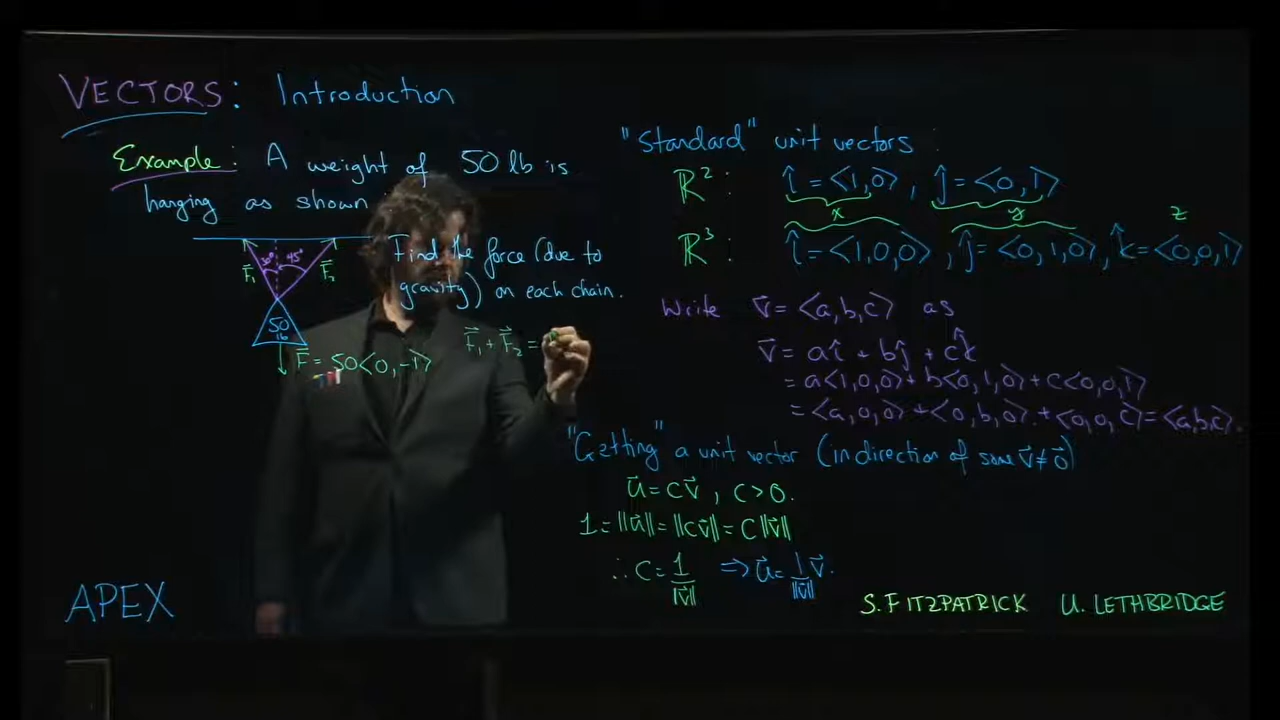 VECTORS: Introduction
Example: A weight of 50 lb is
hanging as shown
30° 45°
F⃗₁ F⃗₂
50
lb
F⃗ = 50<0,-1>
Find the force (due to
gravity) on each chain.
F⃗₁ + F⃗₂ =
APEX
"Standard" unit vectors:
ℝ²: î = <1,0>, ĵ = <0,1>
x y z
ℝ³: î = <1,0,0>, ĵ = <0,1,0>, k̂ = <0,0,1>
Write v⃗ = <a,b,c> as
v⃗ = aî + bĵ + ck̂
= a<1,0,0> + b<0,1,0> + c<0,0,1>
= <a,0,0> + <0,b,0> + <0,0,c> = <a,b,c>.
"Getting" a unit vector (in direction of some v⃗ ≠ 0⃗)
u⃗ = cv⃗, c > 0.
1 = ||u⃗|| = ||cv⃗|| = c||v⃗||
∴ c = 1/||v⃗|| ⇒ u⃗ = 1/||v⃗|| v⃗.
S. FITZPATRICK U. LETHBRIDGE